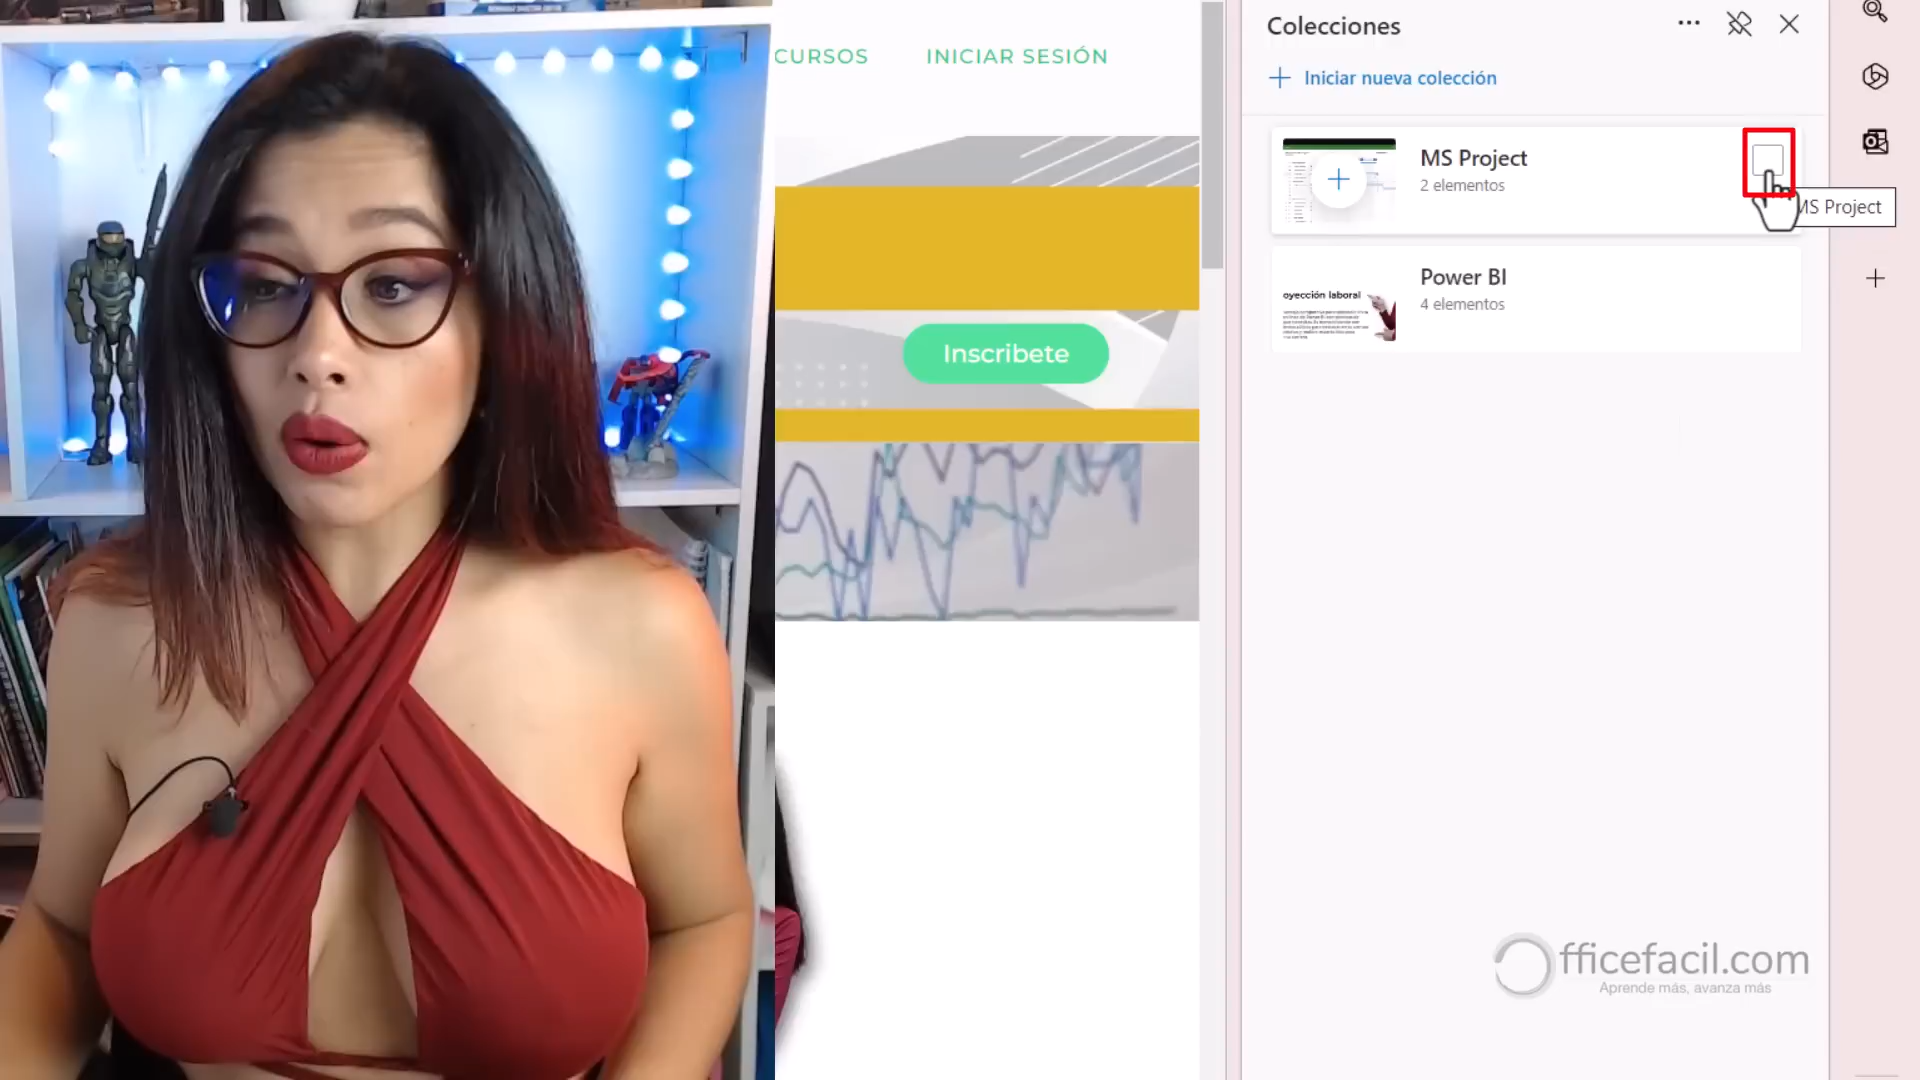 CURSOS
INICIAR SESIÓN
Inscribete
Colecciones
Iniciar nueva colección
MS Project
2 elementos
MS Project
Power BI
4 elementos
oyección laboral
fficefacil.com
Aprende más, avanza más